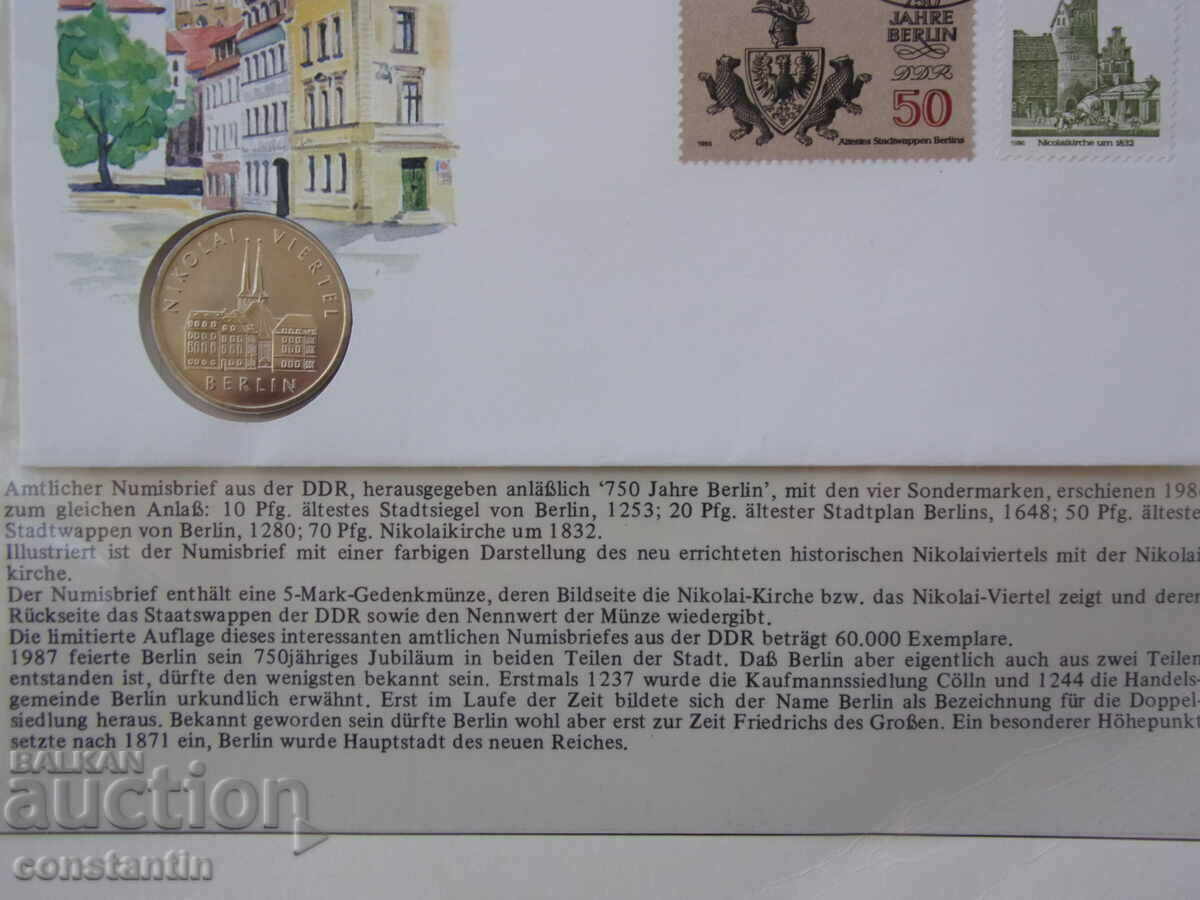 750
JAHRE
BERLIN
DDR
50
1986
Ältestes Stadtwappen Berlins
1986
Nicolaikirche um 1832
NIKOLAI VIERTEL
BERLIN
Amtlicher Numisbrief aus der DDR, herausgegeben anläßlich '750 Jahre Berlin', mit den vier Sondermarken, erschienen 198
zum gleichen Anlaß: 10 Pfg. ältestes Stadtsiegel von Berlin, 1253; 20 Pfg. ältester Stadtplan Berlins, 1648; 50 Pfg. älteste
Stadtwappen von Berlin, 1280; 70 Pfg. Nikolaikirche um 1832.
Illustriert ist der Numisbrief mit einer farbigen Darstellung des neu errichteten historischen Nikolaiviertels mit der Nikolai
kirche.
Der Numisbrief enthält eine 5-Mark-Gedenkmünze, deren Bildseite die Nikolai-Kirche bzw. das Nikolai-Viertel zeigt und deren
Rückseite das Staatswappen der DDR sowie den Nennwert der Münze wiedergibt.
Die limitierte Auflage dieses interessanten amtlichen Numisbriefes aus der DDR beträgt 60.000 Exemplare.
1987 feierte Berlin sein 750jähriges Jubiläum in beiden Teilen der Stadt. Daß Berlin aber eigentlich auch aus zwei Teilen
entstanden ist, dürfte den wenigsten bekannt sein. Erstmals 1237 wurde die Kaufmannssiedlung Cölln und 1244 die Handels-
gemeinde Berlin urkundlich erwähnt. Erst im Laufe der Zeit bildete sich der Name Berlin als Bezeichnung für die Doppel-
siedlung heraus. Bekannt geworden sein dürfte Berlin wohl aber erst zur Zeit Friedrichs des Großen. Ein besonderer Höhepunkt
setzte nach 1871 ein, Berlin wurde Hauptstadt des neuen Reiches.
BALKAN
auction
constantin